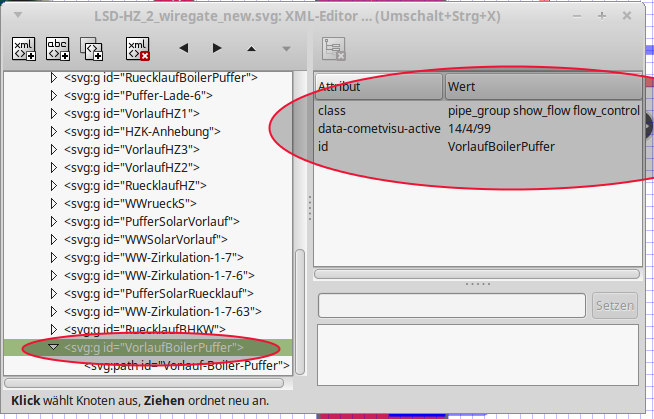 LSD-HZ_2_wiregate_new.svg: XML-Editor ... (Umschalt+Strg+X)
xml
abc
xml
<svg:g id="RuecklaufBoilerPuffer">
<svg:g id="Puffer-Lade-6">
<svg:g id="VorlaufHZ1">
<svg:g id="HZK-Anhebung">
<svg:g id="VorlaufHZ3">
<svg:g id="VorlaufHZ2">
<svg:g id="RuecklaufHZ">
<svg:g id="WWrueckS">
<svg:g id="PufferSolarVorlauf">
<svg:g id="WWSolarVorlauf">
<svg:g id="WW-Zirkulation-1-7">
<svg:g id="WW-Zirkulation-1-7-6">
<svg:g id="PufferSolarRuecklauf">
<svg:g id="WW-Zirkulation-1-7-63">
<svg:g id="RuecklaufBHKW">
<svg:g id="VorlaufBoilerPuffer">
<svg:path id="Vorlauf-Boiler-Puffer">
Attribut Wert
class pipe_group show_flow flow_control
data-cometvisu-active 14/4/99
id VorlaufBoilerPuffer
Setzen
Klick wählt Knoten aus, Ziehen ordnet neu an.